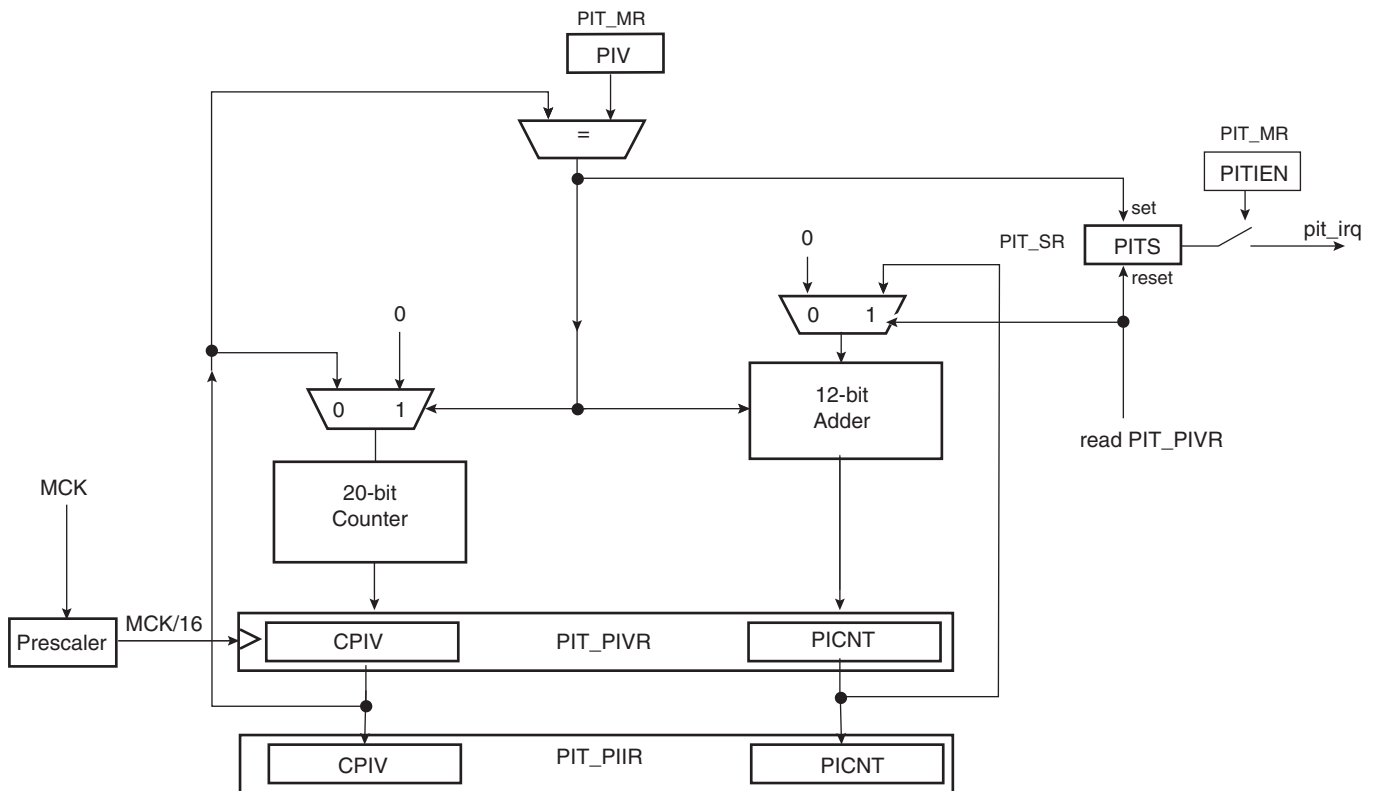 PIT_MR
PIV
=
PIT_MR
PITIEN
set
0
PIT_SR
PITS
pit_irq
reset
0
0 1
0 1
12-bit
Adder
read PIT_PIVR
MCK
20-bit
Counter
Prescaler
MCK/16
CPIV
PIT_PIVR
PICNT
CPIV
PIT_PIIR
PICNT